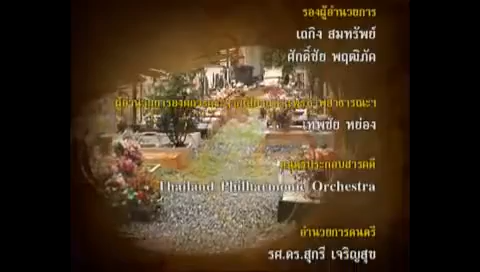 รองผู้อำนวยการ
เถกิง สมทรัพย์
ศักดิ์ชัย พฤฒิภัค
เทพชัย หย่อง
Thailand Philharmonic Orchestra
อำนวยการดนตรี
รศ.ดร.สุกรี เจริญสุข